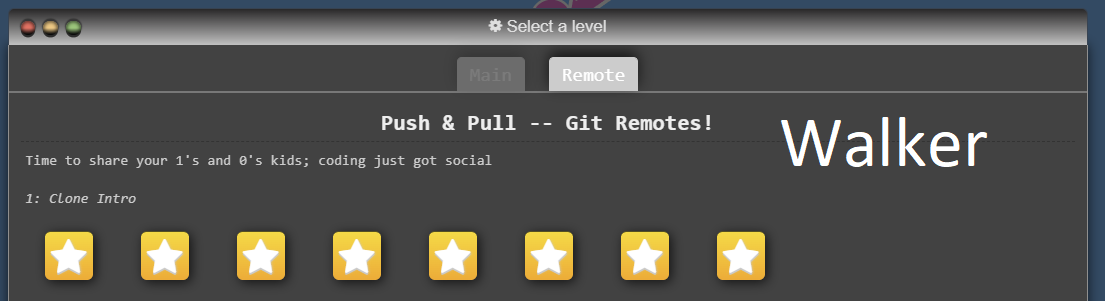 Select a level
Main Remote
Push & Pull -- Git Remotes!
Walker
Time to share your 1's and 0's kids; coding just got social
1: Clone Intro